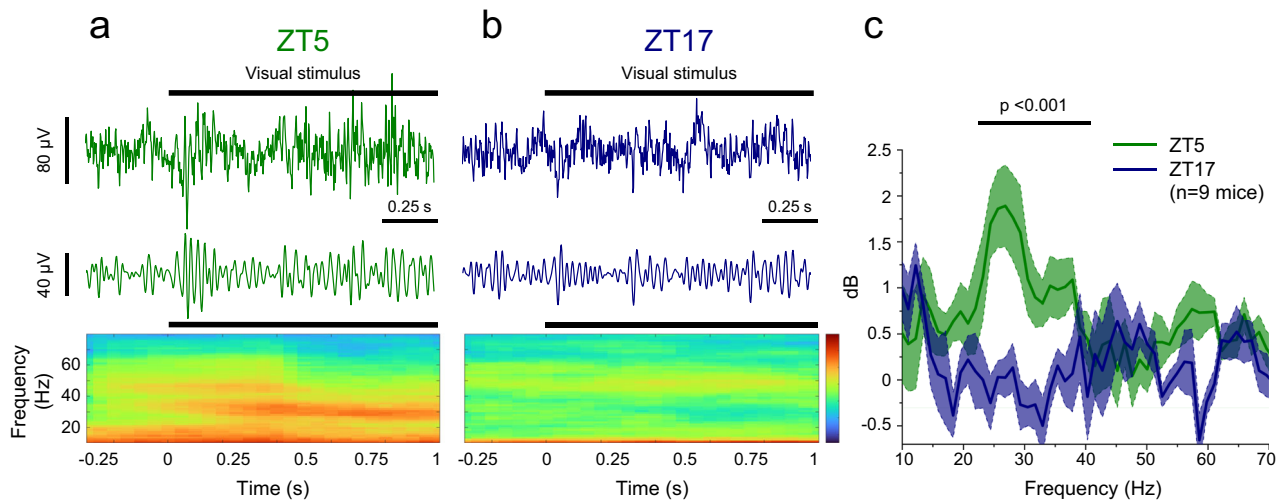 a
ZT5
Visual stimulus
80 µV
0.25 s
40 µV
Frequency
(Hz)
60
40
20
-0.25 0 0.25 0.5 0.75 1
Time (s)
b
ZT17
Visual stimulus
0.25 s
-0.25 0 0.25 0.5 0.75 1
Time (s)
c
p <0.001
ZT5
ZT17
(n=9 mice)
dB
2.5
2
1.5
1
0.5
0
-0.5
10 20 30 40 50 60 70
Frequency (Hz)